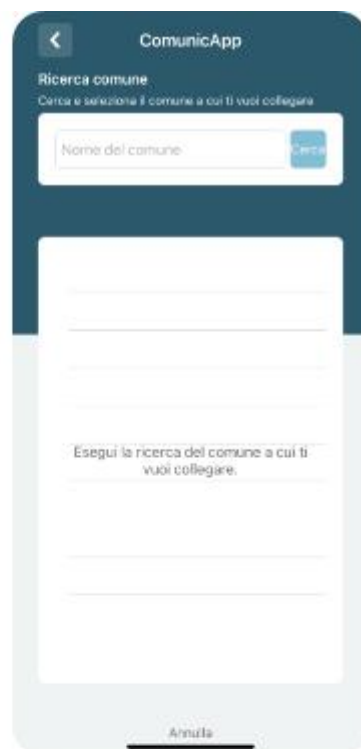 ComunicApp
Ricerca comune
Cerca e seleziona il comune a cui ti vuoi collegare
Nome del comune
Cerca
Esegui la ricerca del comune a cui ti
vuoi collegare.
Annulla